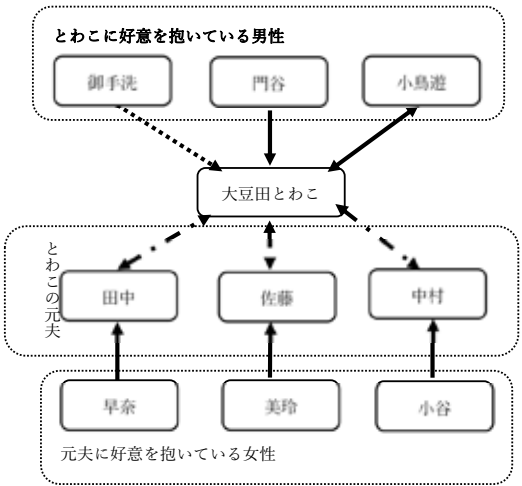 とわこに好意を抱いている男性
御手洗
門谷
小鳥遊
大豆田とわこ
とわこの元夫
田中
佐藤
中村
早奈
美玲
小谷
元夫に好意を抱いている女性